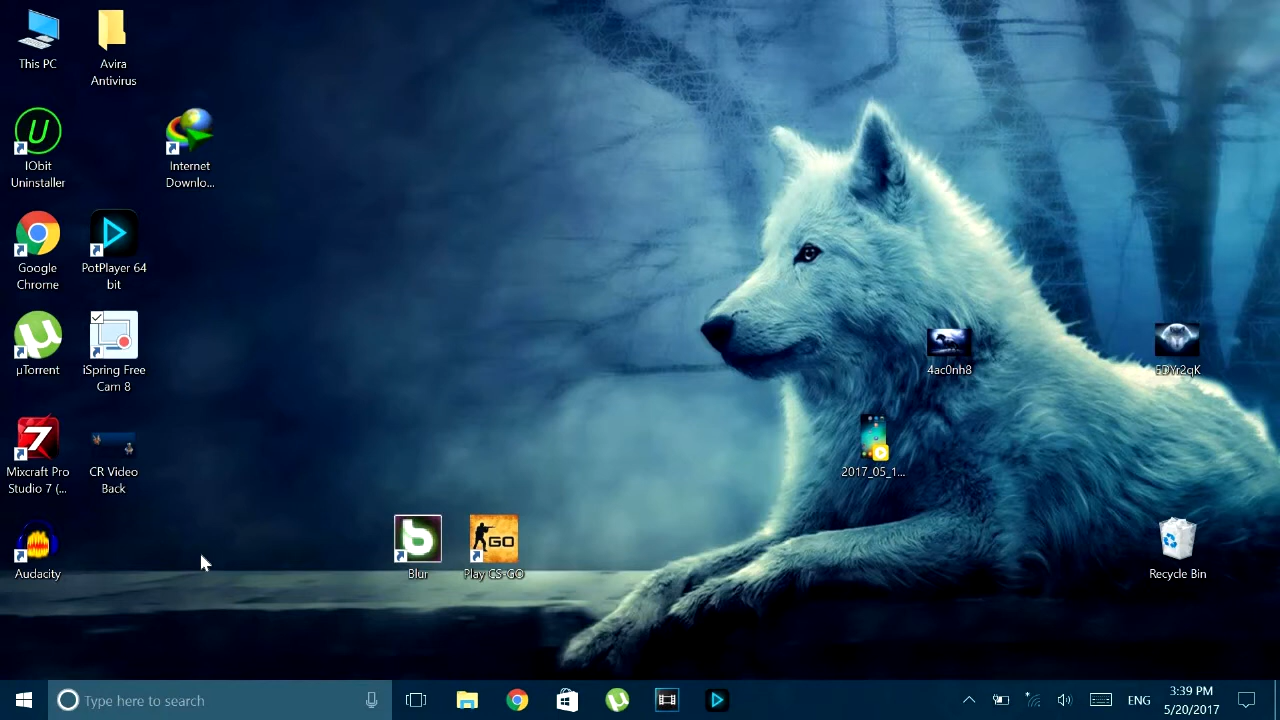 This PC
Avira
Antivirus
IObit
Uninstaller
Internet
Downlo...
Google
Chrome
PotPlayer 64
bit
µTorrent
iSpring Free
Cam 8
Mixcraft Pro
Studio 7 (...
CR Video
Back
Audacity
Blur
GO
Play CS-GO
4ac0nh8
5DYr2qK
2017_05_1...
Recycle Bin
Type here to search
ENG
3:39 PM
5/20/2017